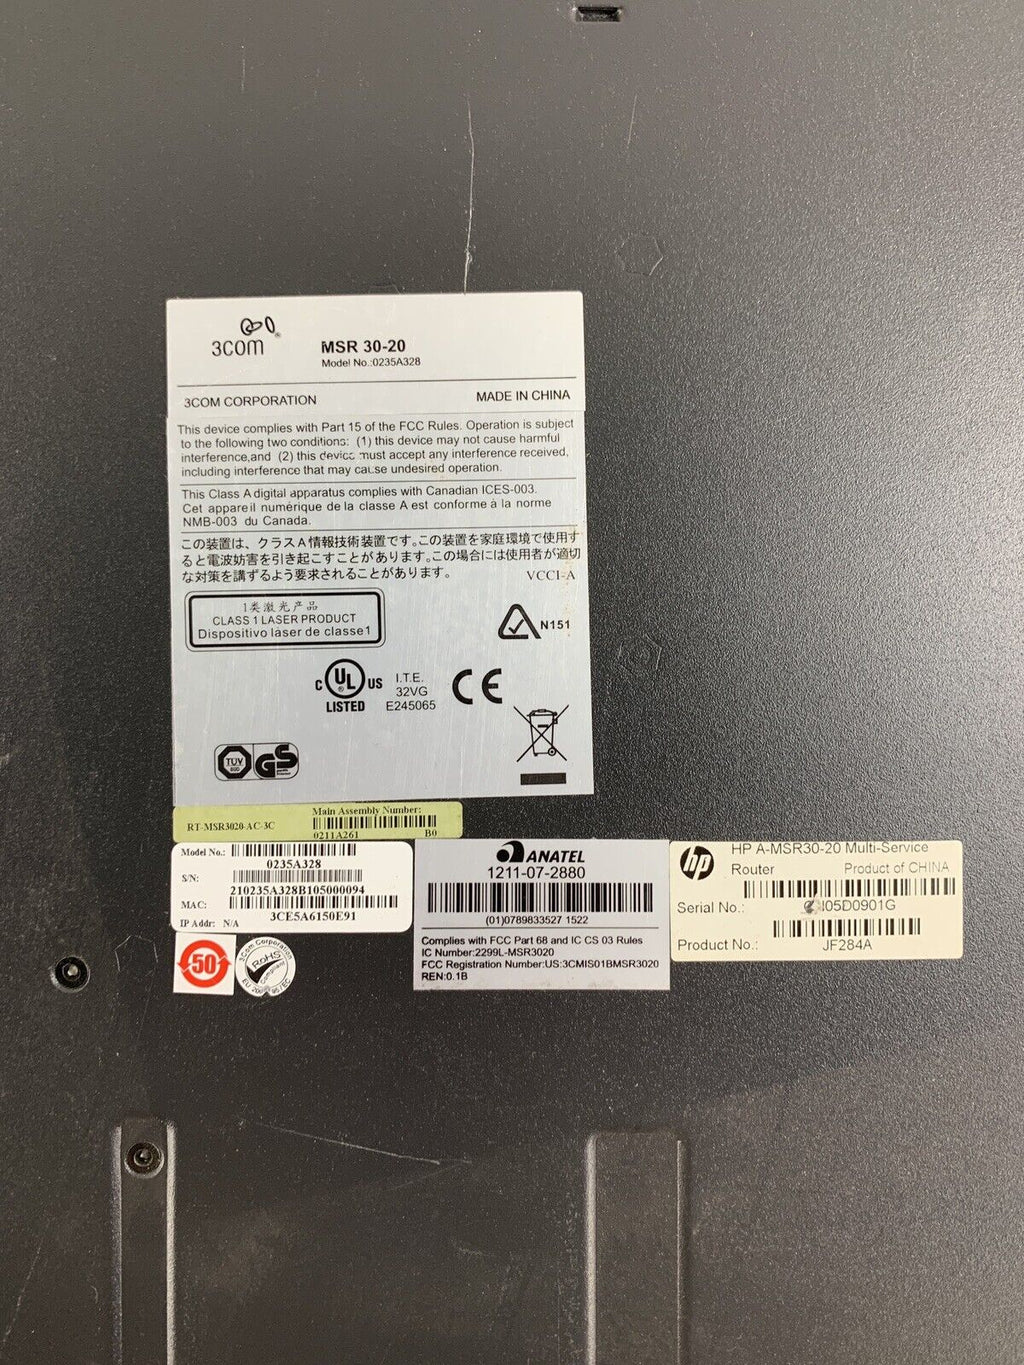 3COM
MSR 30-20
Model No.:0235A328
3COM CORPORATION MADE IN CHINA
This device complies with Part 15 of the FCC Rules. Operation is subject
to the following two conditions: (1) this device may not cause harmful
interference,and (2) this device must accept any interference received,
including interference that may cause undesired operation.
This Class A digital apparatus complies with Canadian ICES-003.
Cet appareil numérique de la classe A est conforme à la norme
NMB-003 du Canada.
この装置は、クラスA情報技術装置です。この装置を家庭環境で使用す
ると電波妨害を引き起こすことがあります。この場合には使用者が適切
な対策を講ずるよう要求されることがあります。
VCCI-A
1类激光产品
CLASS 1 LASER PRODUCT
Dispositivo láser de classe1
N151
C UL US
LISTED
I.T.E.
32VG
E245065
CE
TÜV
GS
RT-MSR3020-AC-3C
Main Assembly Number:
0211A261 B0
Model No.:
0235A328
S/N:
210235A328B105000094
MAC:
3CE5A6150E91
IP Addr: N/A
50
3Com Corporation
RoHS
ANATEL
1211-07-2880
(01)0789833527 1522
Complies with FCC Part 68 and IC CS 03 Rules
IC Number:2299L-MSR3020
FCC Registration Number:US:3CMIS01BMSR3020
REN:0.1B
hp
HP A-MSR30-20 Multi-Service
Router Product of CHINA
Serial No.: I05D0901G
Product No.: JF284A